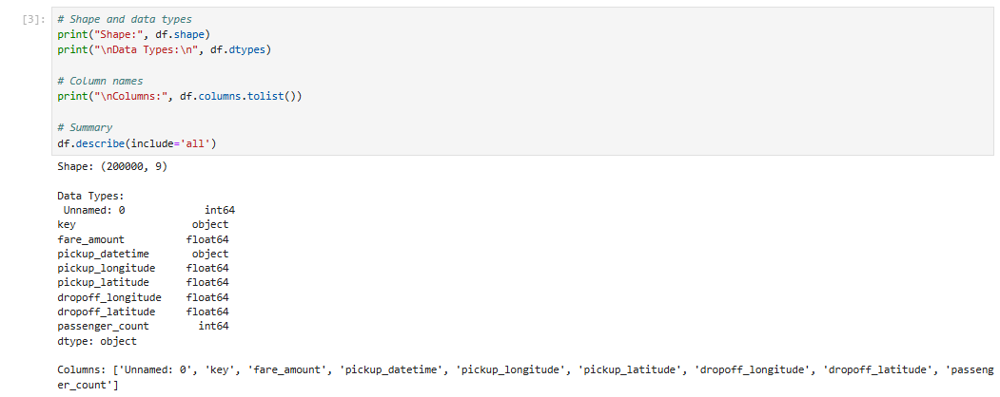 [3]: # Shape and data types
print("Shape:", df.shape)
print("\nData Types:\n", df.dtypes)
# Column names
print("\nColumns:", df.columns.tolist())
# Summary
df.describe(include='all')
Shape: (200000, 9)
Data Types:
Unnamed: 0 int64
key object
fare_amount float64
pickup_datetime object
pickup_longitude float64
pickup_latitude float64
dropoff_longitude float64
dropoff_latitude float64
passenger_count int64
dtype: object
Columns: ['Unnamed: 0', 'key', 'fare_amount', 'pickup_datetime', 'pickup_longitude', 'pickup_latitude', 'dropoff_longitude', 'dropoff_latitude', 'passeng
er_count']